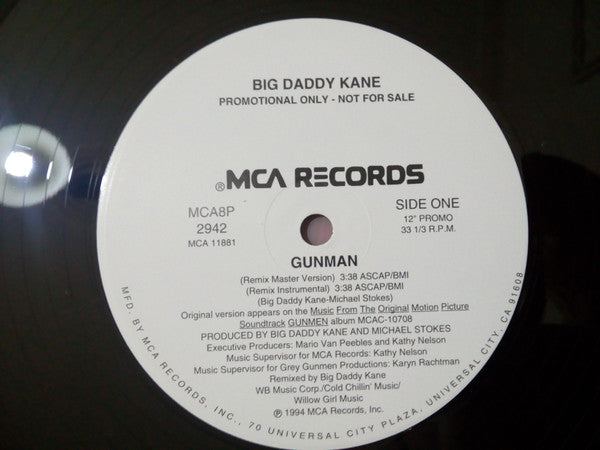 BIG DADDY KANE
PROMOTIONAL ONLY - NOT FOR SALE
®MCA RECORDS
MCA8P
2942
MCA 11881
SIDE ONE
12" PROMO
33 1/3 R.P.M.
GUNMAN
(Remix Master Version) 3:38 ASCAP/BMI
(Remix Instrumental) 3:38 ASCAP/BMI
(Big Daddy Kane-Michael Stokes)
Original version appears on the Music From The Original Motion Picture
Soundtrack GUNMEN album MCAC-10708
PRODUCED BY BIG DADDY KANE AND MICHAEL STOKES
Executive Producers: Mario Van Peebles and Kathy Nelson
Music Supervisor for MCA Records: Kathy Nelson
Music Supervisor for Grey Gunmen Productions: Karyn Rachtman
Remixed by Big Daddy Kane
WB Music Corp./Cold Chillin' Music/
Willow Girl Music
℗ 1994 MCA Records, Inc.
MFD. BY MCA RECORDS, INC., 70 UNIVERSAL CITY PLAZA, UNIVERSAL CITY, CA 91608